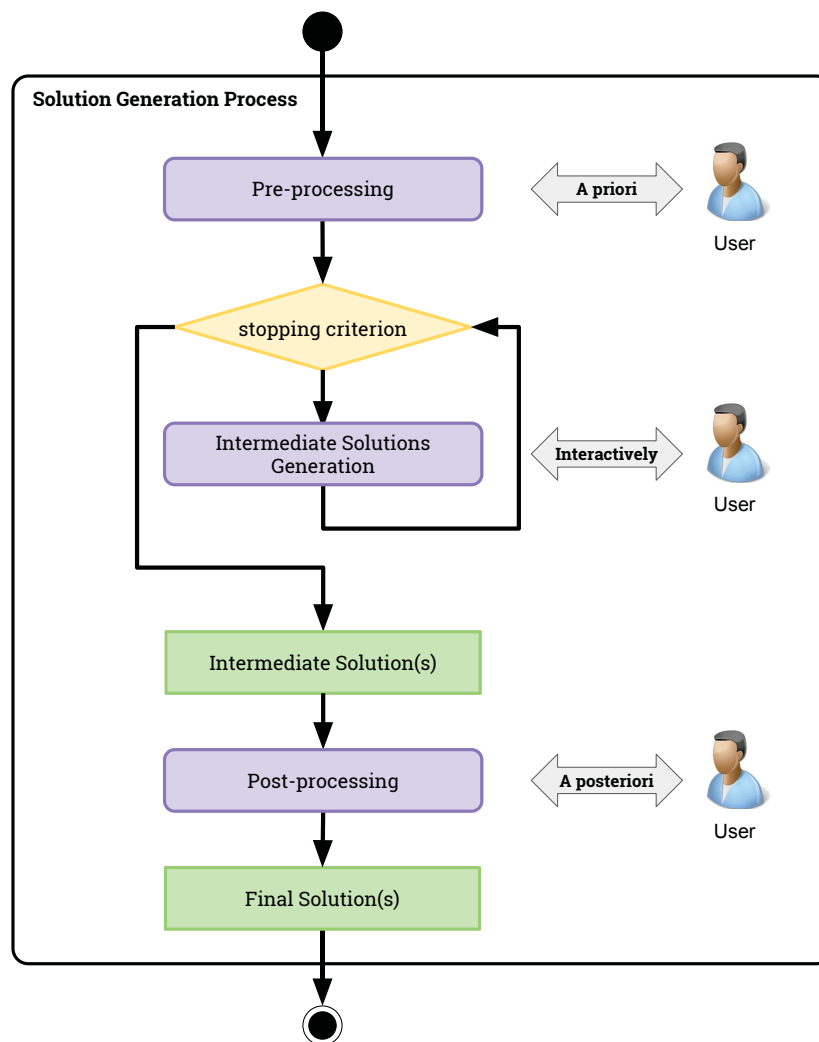 Solution Generation Process
Pre-processing
A priori
User
stopping criterion
Intermediate Solutions
Generation
Interactively
User
Intermediate Solution(s)
Post-processing
A posteriori
User
Final Solution(s)